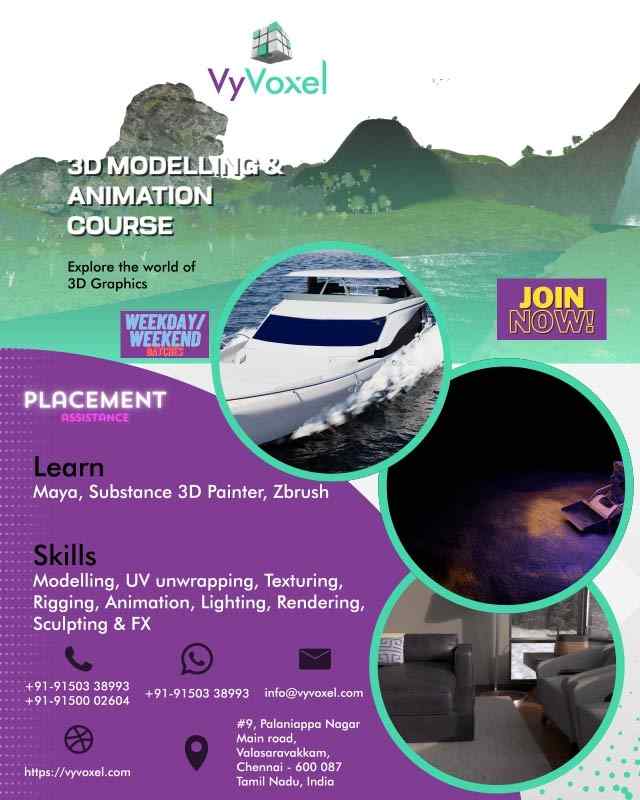 VyVoxel
3D MODELLING &
ANIMATION
COURSE
Explore the world of
3D Graphics
JOIN
NOW!
WEEKDAY/
WEEKEND
BATCHES
PLACEMENT
ASSISTANCE
Learn
Maya, Substance 3D Painter, Zbrush
Skills
Modelling, UV unwrapping, Texturing,
Rigging, Animation, Lighting, Rendering,
Sculpting & FX
+91-91503 38993
+91-91500 02604
+91-91503 38993
info@vyvoxel.com
https://vyvoxel.com
#9, Palaniappa Nagar
Main road,
Valasaravakkam,
Chennai - 600 087
Tamil Nadu, India